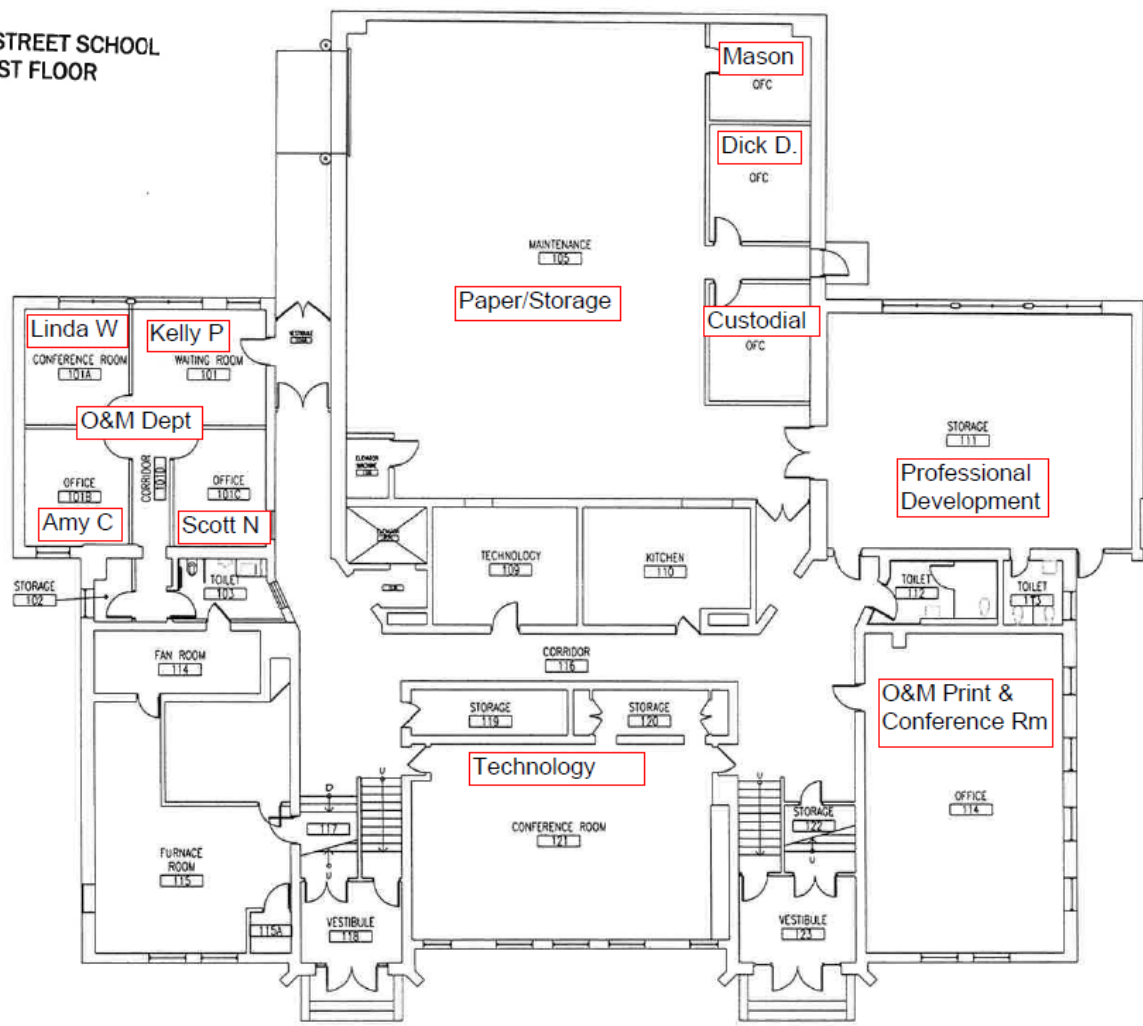 STREET SCHOOL
ST FLOOR
Mason
OFC
Dick D.
OFC
MAINTENANCE
105
Paper/Storage
Custodial
OFC
Linda W
Kelly P
CONFERENCE ROOM
101A
WAITING ROOM
101
VESTIBULE
O&M Dept
OFFICE
101B
CORRIDOR
101D
OFFICE
101C
Amy C
Scott N
ELEVATOR
MACHINE
STORAGE
111
Professional
Development
TECHNOLOGY
109
KITCHEN
110
STORAGE
102
TOILET
103
TOILET
112
TOILET
113
FAN ROOM
114
CORRIDOR
116
STORAGE
119
STORAGE
120
O&M Print &
Conference Rm
Technology
U
D
U
117
U
CONFERENCE ROOM
121
STORAGE
122
U
OFFICE
114
FURNACE
ROOM
115
115A
VESTIBULE
118
VESTIBULE
123